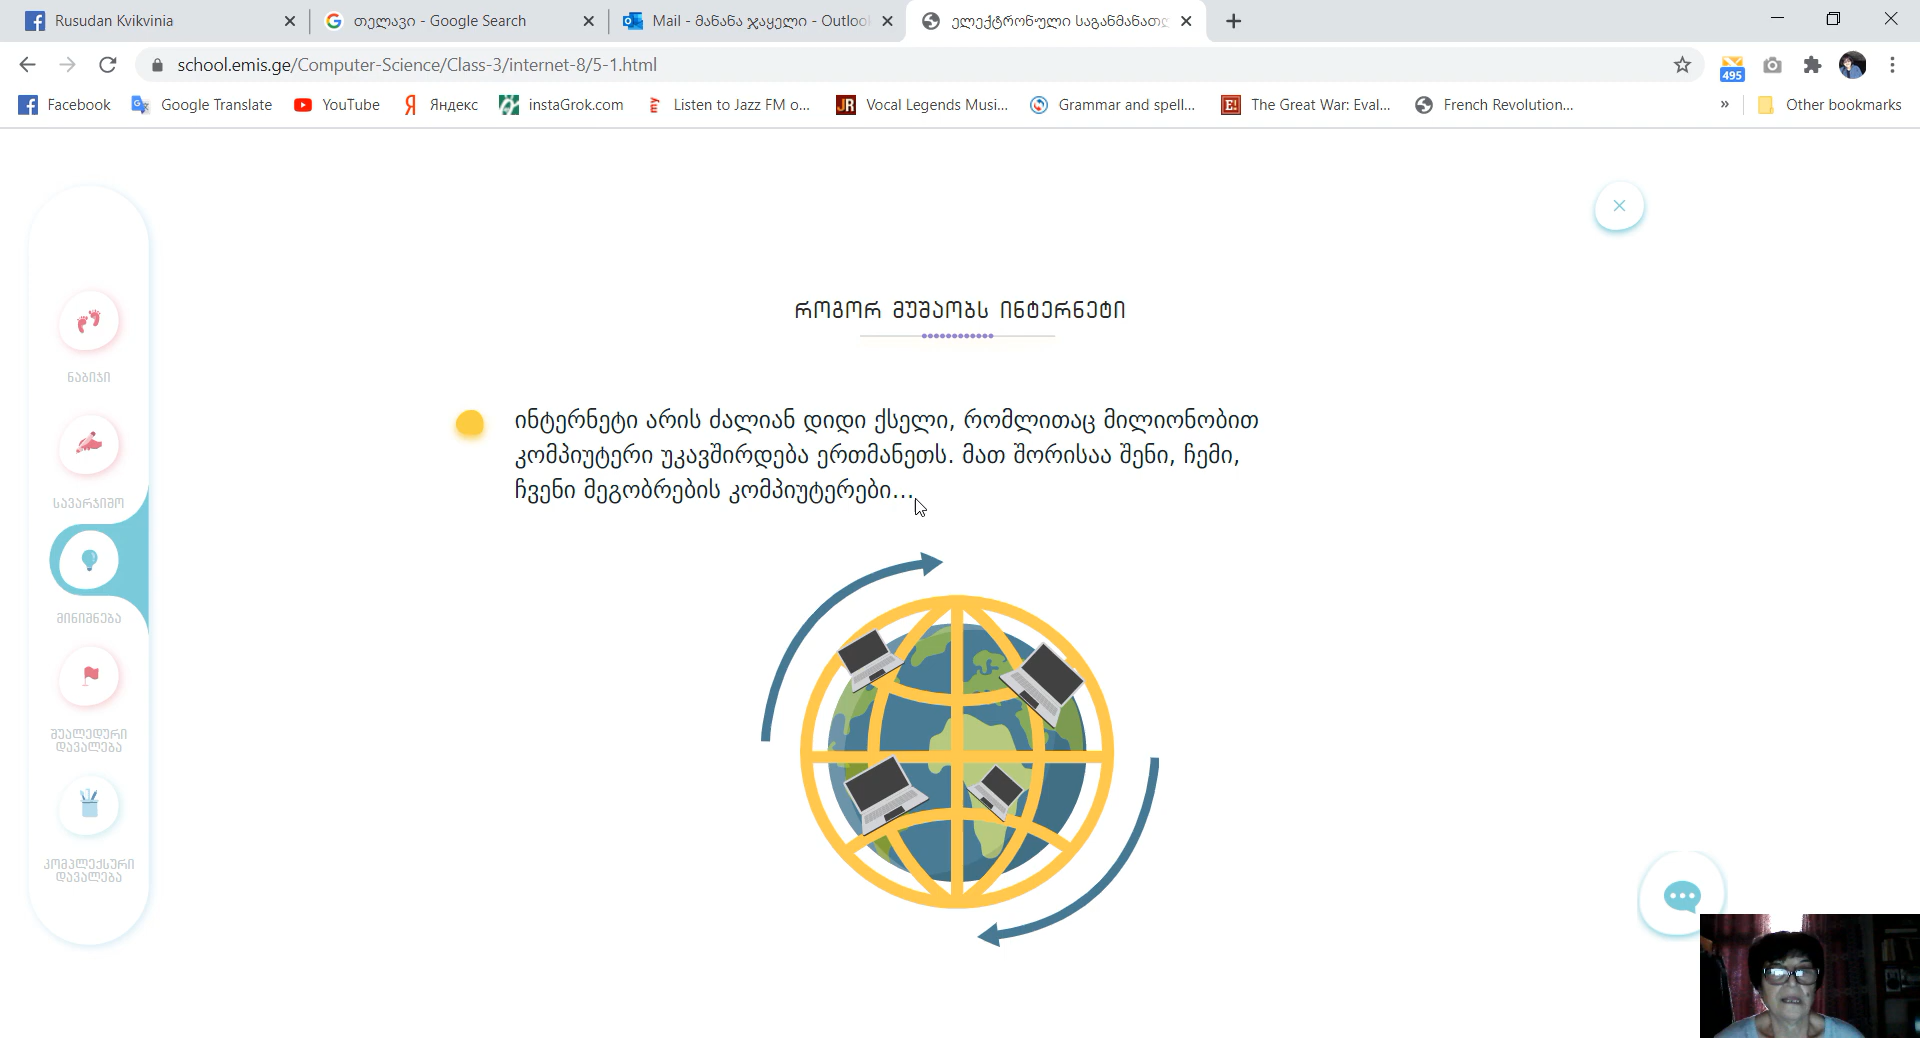 Rusudan Kvikvinia
თელავი - Google Search
Mail - მანანა ჯაყელი - Outloo
ელექტრონული საგანმანათლ
school.emis.ge/Computer-Science/Class-3/internet-8/5-1.html
495
Facebook
Google Translate
YouTube
Яндекс
instaGrok.com
Listen to Jazz FM o...
Vocal Legends Musi...
Grammar and spell...
The Great War: Eval...
French Revolution...
»
Other bookmarks
როგორ მუშაობს ინტერნეტი
ინტერნეტი არის ძალიან დიდი ქსელი, რომლითაც მილიონობით
კომპიუტერი უკავშირდება ერთმანეთს. მათ შორისაა შენი, ჩემი,
ჩვენი მეგობრების კომპიუტერები...
ნაბიჯი
სავარჯიშო
მინიშნება
შუალედური
დავალება
კომპლექსური
დავალება